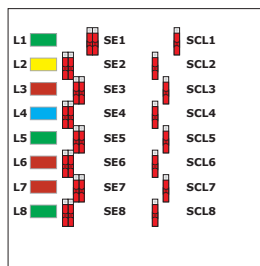 L1 SE1 SCL1
L2 SE2 SCL2
L3 SE3 SCL3
L4 SE4 SCL4
L5 SE5 SCL5
L6 SE6 SCL6
L7 SE7 SCL7
L8 SE8 SCL8